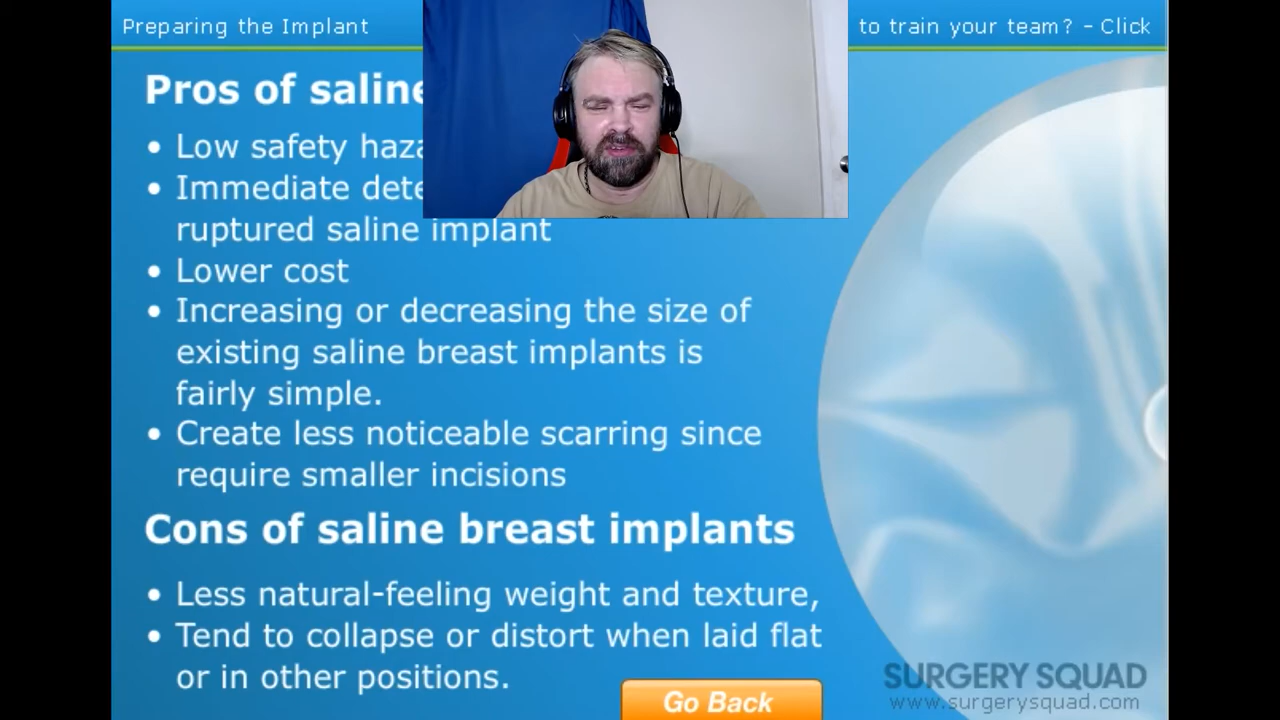 Preparing the Implant
to train your team? – Click
Pros of saline
• Low safety haza
• Immediate dete
ruptured saline implant
• Lower cost
• Increasing or decreasing the size of
existing saline breast implants is
fairly simple.
• Create less noticeable scarring since
require smaller incisions
Cons of saline breast implants
• Less natural-feeling weight and texture,
• Tend to collapse or distort when laid flat
or in other positions.
Go Back
SURGERY SQUAD
www.surgerysquad.com